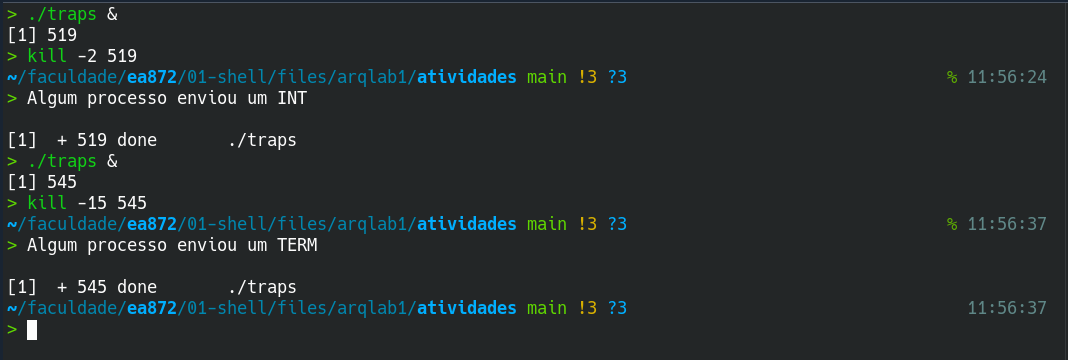 > ./traps &
[1] 519
> kill -2 519
~/faculdade/ea872/01-shell/files/arqlab1/atividades main !3 ?3 % 11:56:24
> Algum processo enviou um INT
[1]  + 519 done       ./traps
> ./traps &
[1] 545
> kill -15 545
~/faculdade/ea872/01-shell/files/arqlab1/atividades main !3 ?3 % 11:56:37
> Algum processo enviou um TERM
[1]  + 545 done       ./traps
~/faculdade/ea872/01-shell/files/arqlab1/atividades main !3 ?3 11:56:37
>